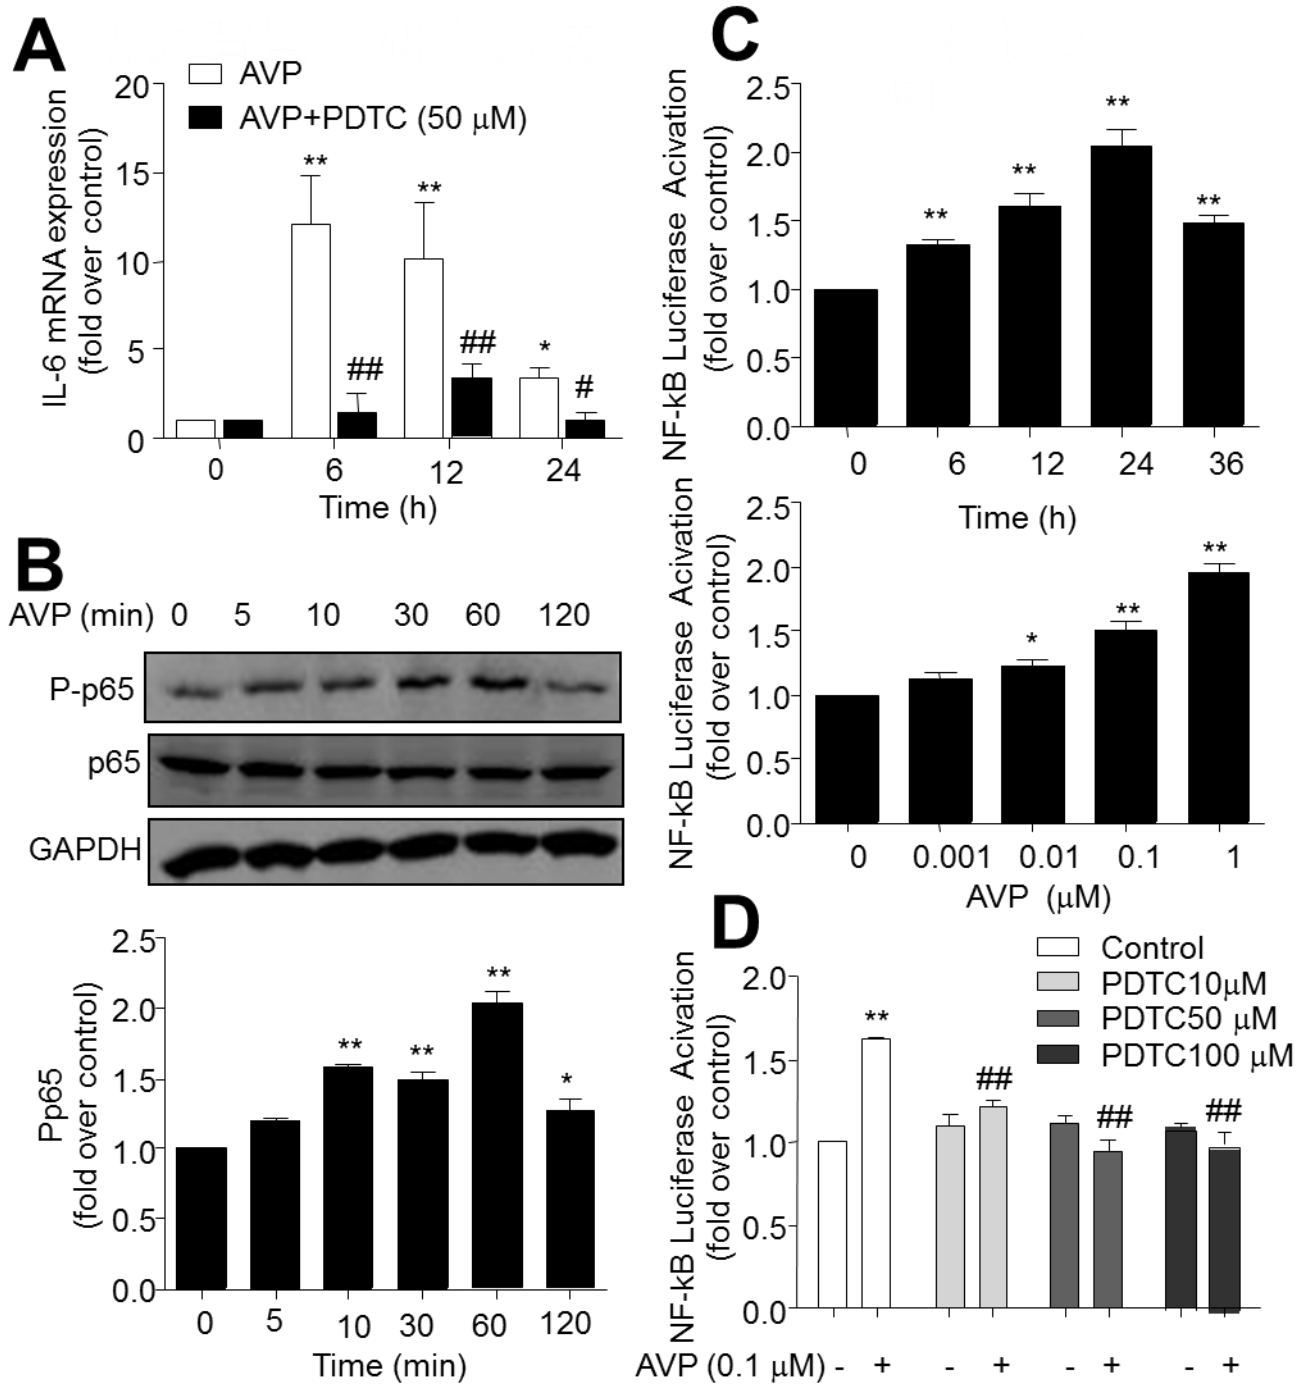 A
AVP
AVP+PDTC (50 μM)
IL-6 mRNA expression
(fold over control)
20
15
10
5
0
**
##
**
##
*
#
0 6 12 24
Time (h)
B
AVP (min) 0 5 10 30 60 120
P-p65
p65
GAPDH
Pp65
(fold over control)
2.5
2.0
1.5
1.0
0.5
0.0
**
**
**
*
0 5 10 30 60 120
Time (min)
C
NF-kB Luciferase Acivation
(fold over control)
2.5
2.0
1.5
1.0
0.5
0.0
**
**
**
**
0 6 12 24 36
Time (h)
NF-kB Luciferase Acivation
(fold over control)
2.5
2.0
1.5
1.0
0.5
0.0
*
**
**
0 0.001 0.01 0.1 1
AVP (μM)
D
Control
PDTC10μM
PDTC50 μM
PDTC100 μM
NF-kB Luciferase Acivation
(fold over control)
2.0
1.5
1.0
0.5
0.0
**
##
##
##
AVP (0.1 μM) - + - + - + - +